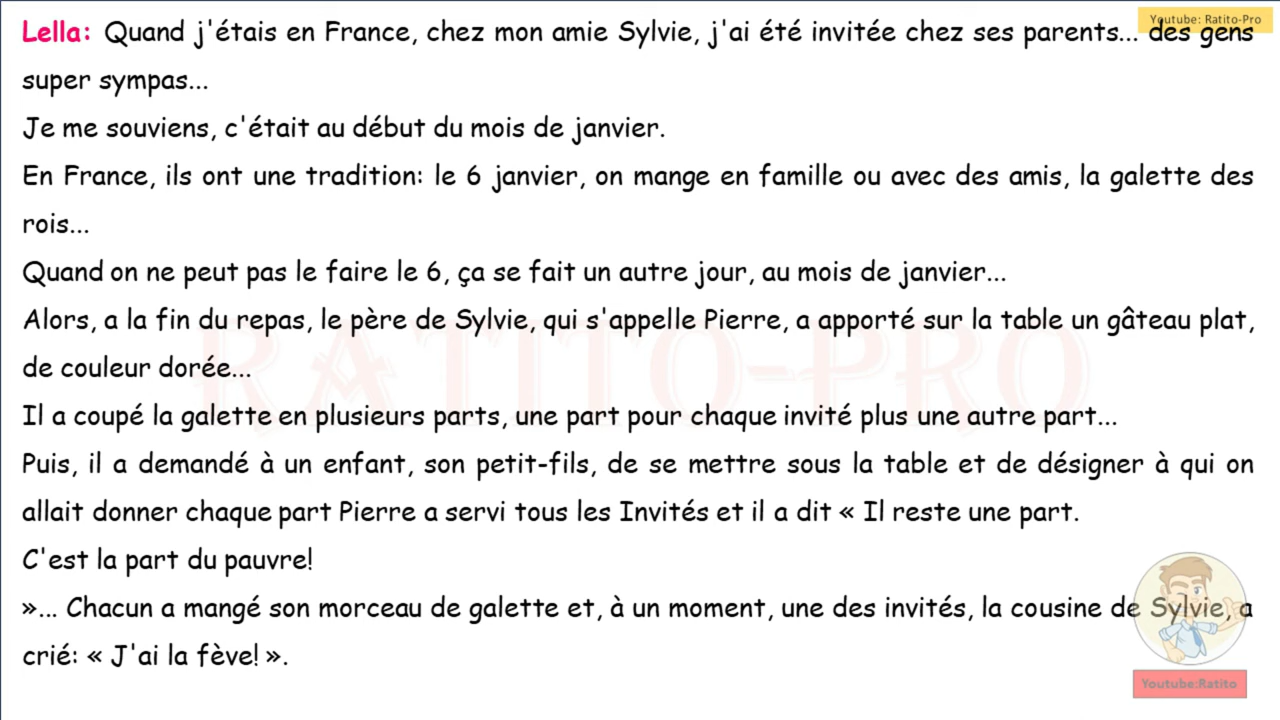 Youtube: Ratito-Pro
Lella: Quand j'étais en France, chez mon amie Sylvie, j'ai été invitée chez ses parents... des gens
super sympas...
Je me souviens, c'était au début du mois de janvier.
En France, ils ont une tradition: le 6 janvier, on mange en famille ou avec des amis, la galette des
rois...
Quand on ne peut pas le faire le 6, ça se fait un autre jour, au mois de janvier...
Alors, a la fin du repas, le père de Sylvie, qui s'appelle Pierre, a apporté sur la table un gâteau plat,
de couleur dorée...
RATITO-PRO
Il a coupé la galette en plusieurs parts, une part pour chaque invité plus une autre part...
Puis, il a demandé à un enfant, son petit-fils, de se mettre sous la table et de désigner à qui on
allait donner chaque part Pierre a servi tous les Invités et il a dit « Il reste une part.
C'est la part du pauvre!
»... Chacun a mangé son morceau de galette et, à un moment, une des invités, la cousine de Sylvie, a
crié: « J'ai la fève! ».
Youtube:Ratito